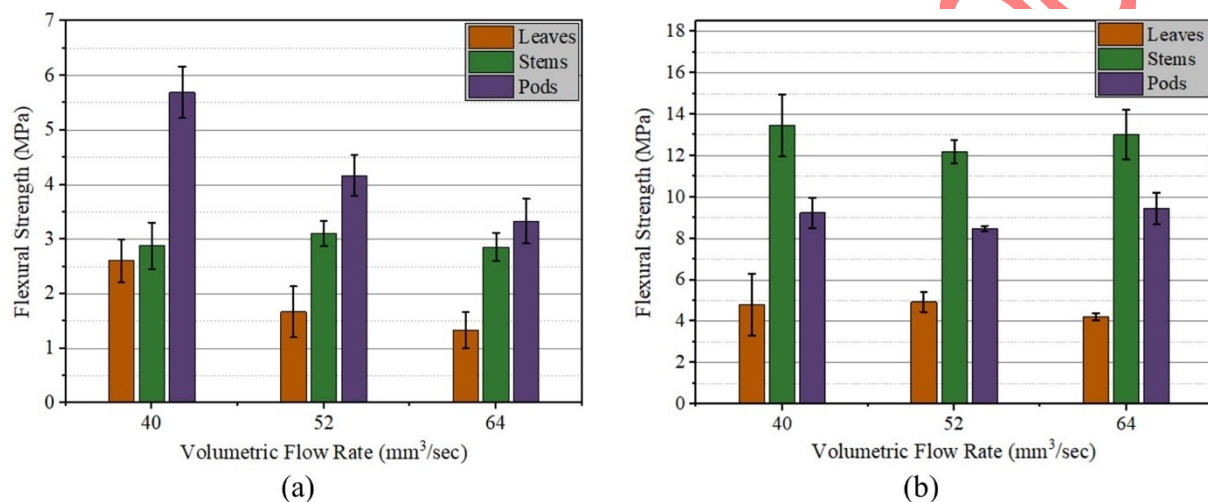 7
6
5
4
3
2
1
0
Flexural Strength (MPa)
Leaves
Stems
Pods
40 52 64
Volumetric Flow Rate (mm³/sec)
(a)
18
16
14
12
10
8
6
4
2
0
Flexural Strength (MPa)
Leaves
Stems
Pods
40 52 64
Volumetric Flow Rate (mm³/sec)
(b)